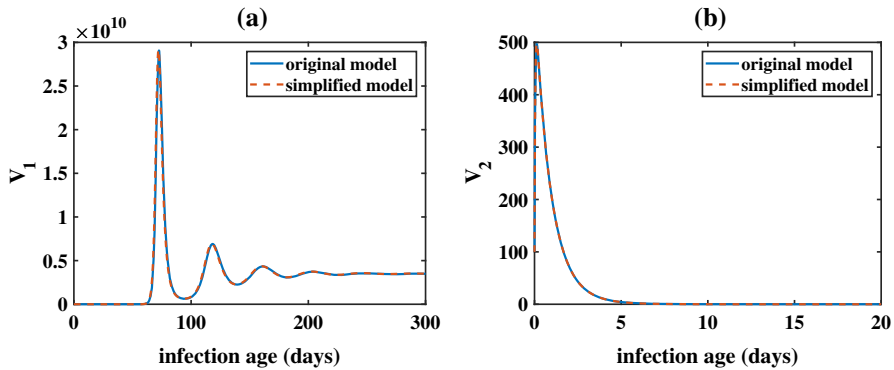 (a)
×10^10
3
2.5
2
1.5
1
0.5
0
0
100
200
300
V_1
infection age (days)
original model
simplified model
(b)
500
400
300
200
100
0
0
5
10
15
20
V_2
infection age (days)
original model
simplified model